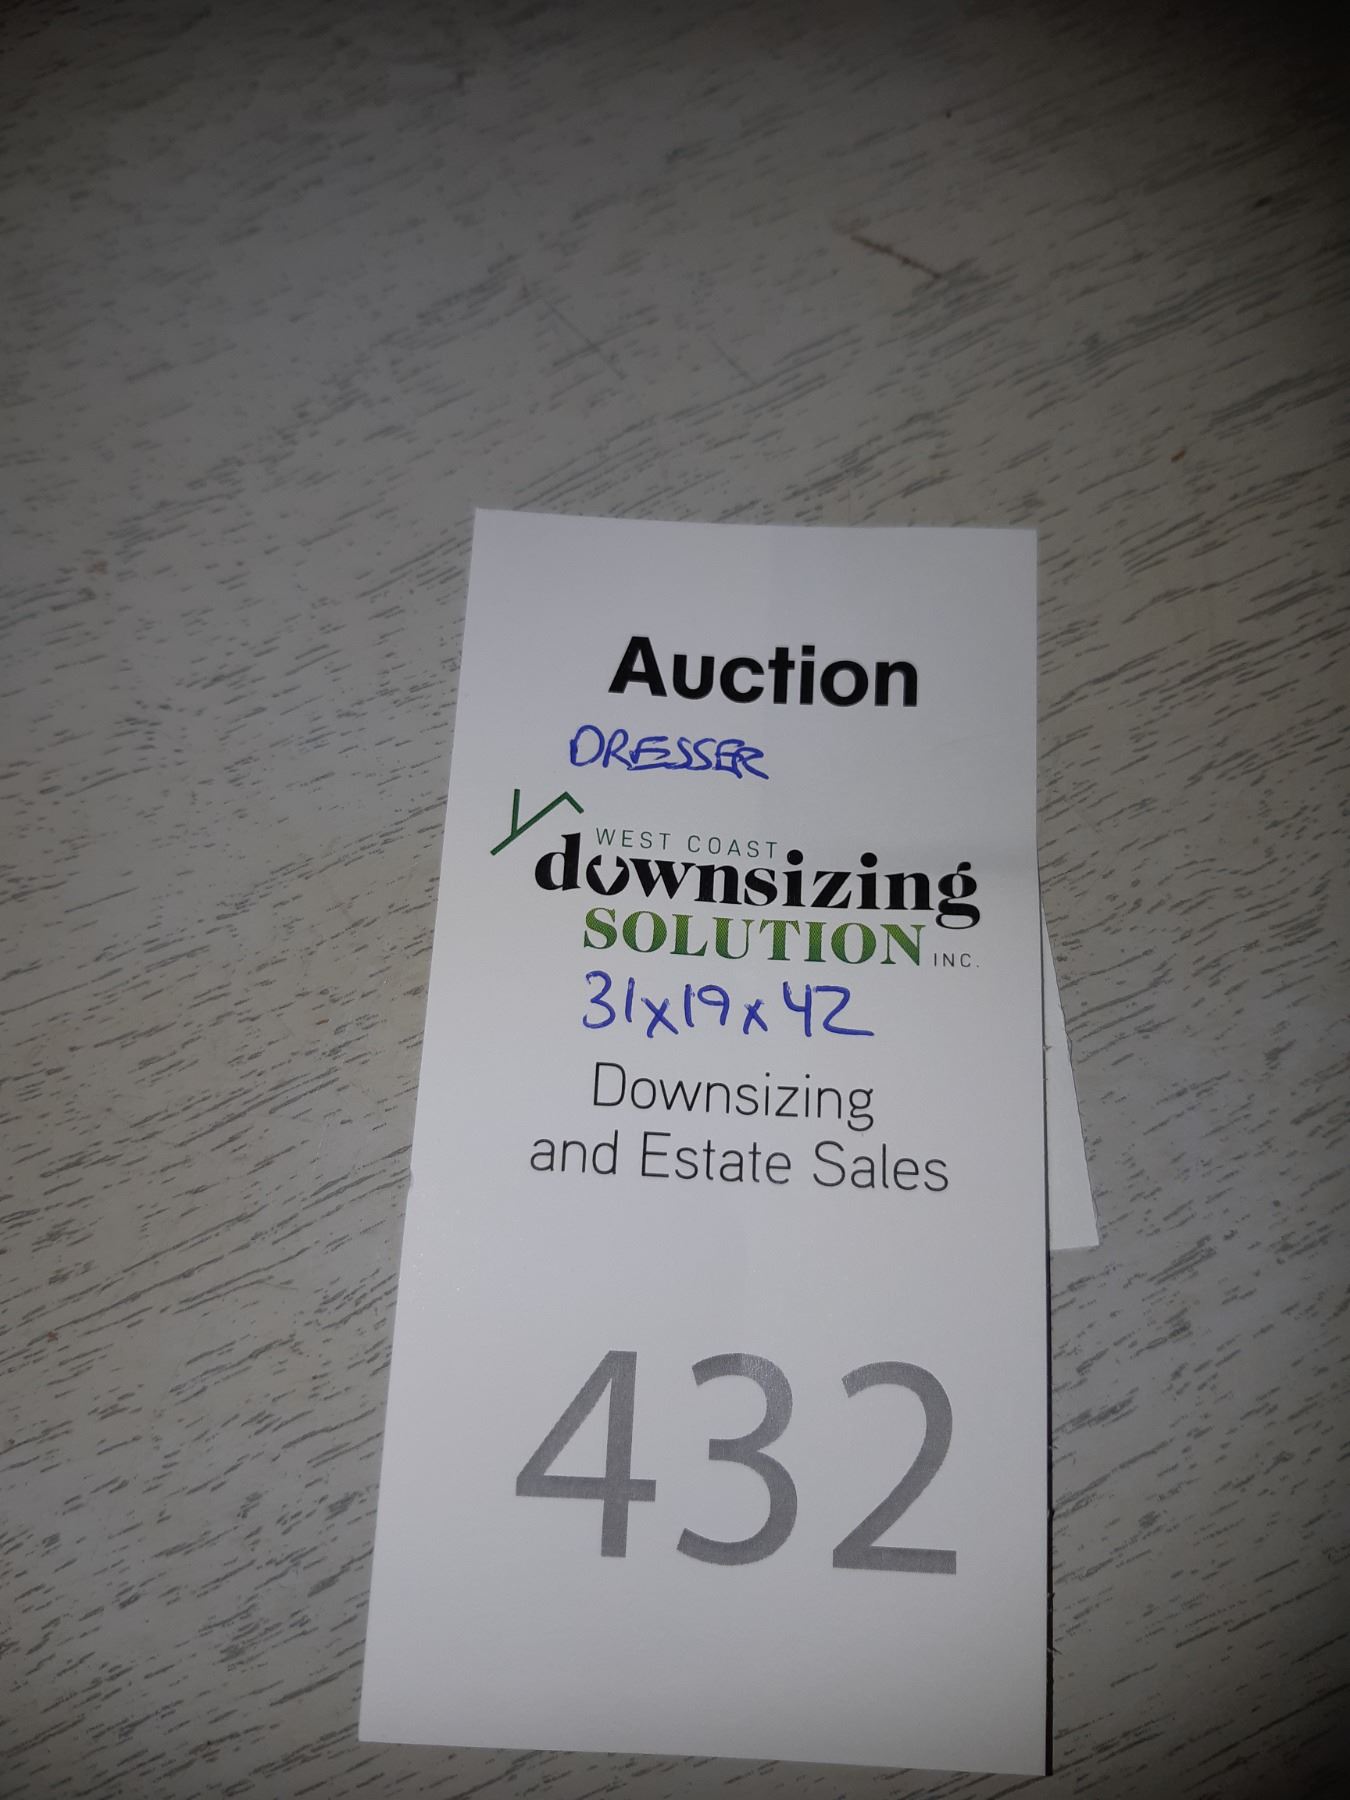 Auction
DRESSER
WEST COAST
downsizing
SOLUTION INC.
31x19x42
Downsizing
and Estate Sales
432